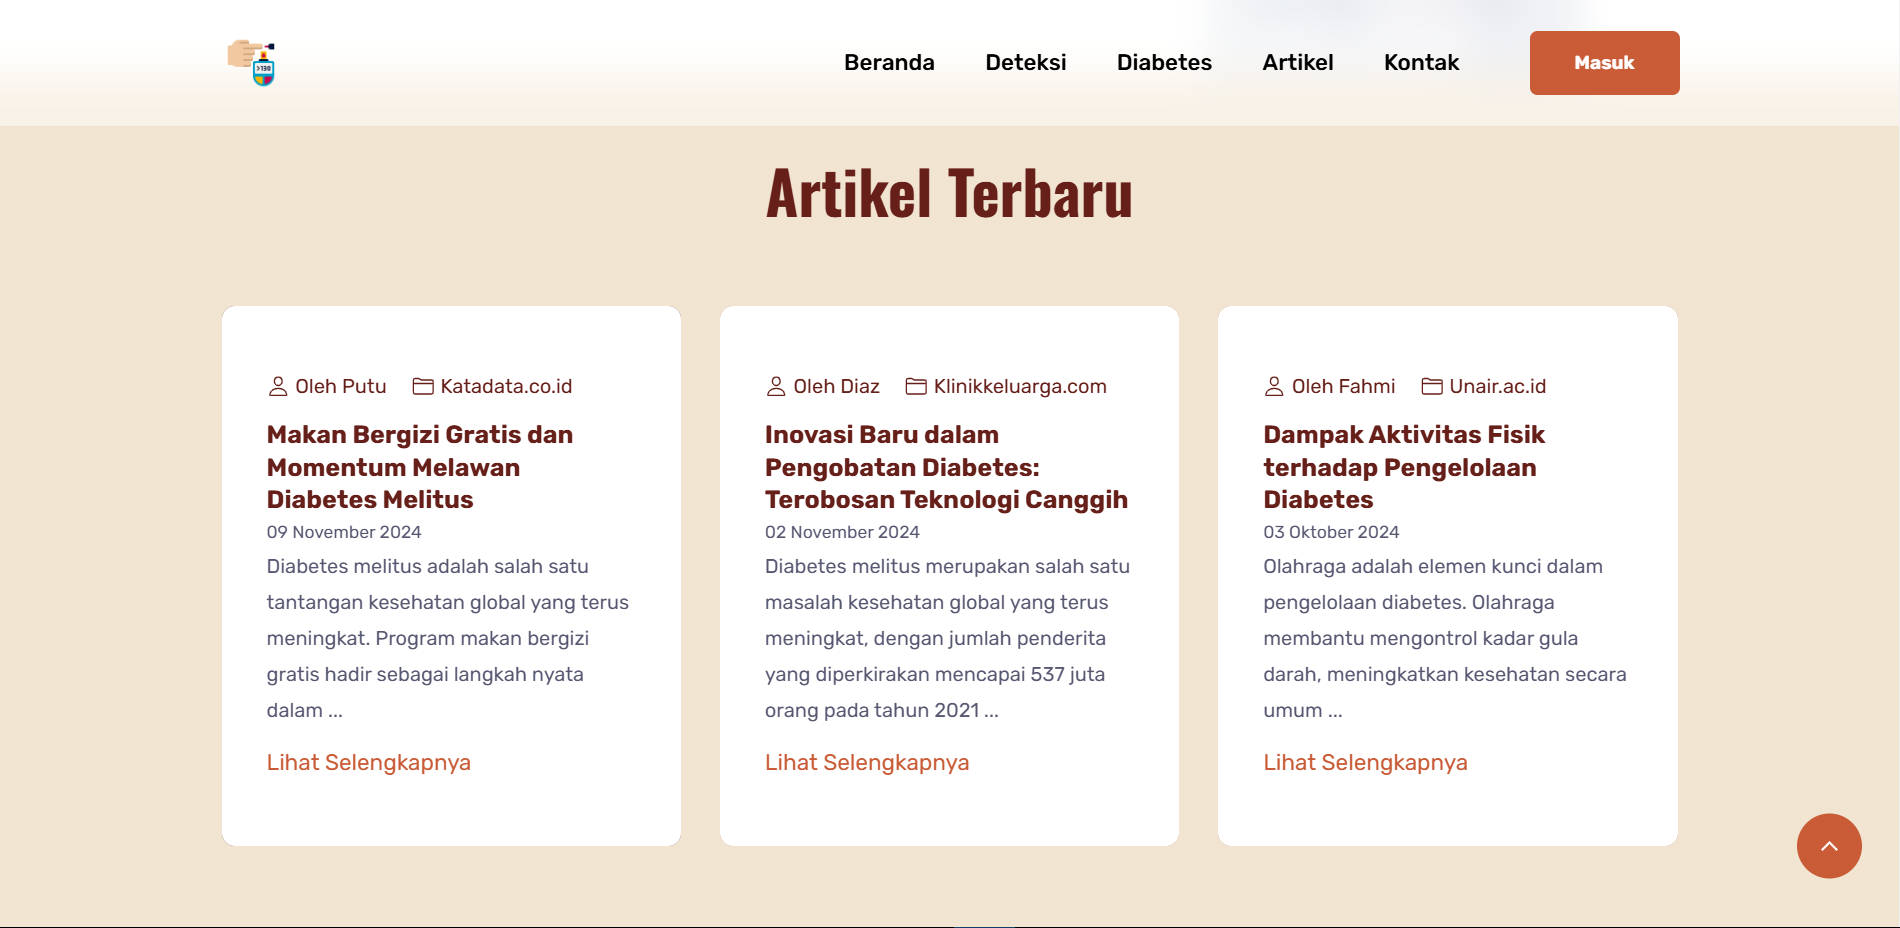 >130
Beranda Deteksi Diabetes Artikel Kontak Masuk
Artikel Terbaru
Oleh Putu Katadata.co.id
Makan Bergizi Gratis dan
Momentum Melawan
Diabetes Melitus
09 November 2024
Diabetes melitus adalah salah satu
tantangan kesehatan global yang terus
meningkat. Program makan bergizi
gratis hadir sebagai langkah nyata
dalam ...
Lihat Selengkapnya
Oleh Diaz Klinikkeluarga.com
Inovasi Baru dalam
Pengobatan Diabetes:
Terobosan Teknologi Canggih
02 November 2024
Diabetes melitus merupakan salah satu
masalah kesehatan global yang terus
meningkat, dengan jumlah penderita
yang diperkirakan mencapai 537 juta
orang pada tahun 2021 ...
Lihat Selengkapnya
Oleh Fahmi Unair.ac.id
Dampak Aktivitas Fisik
terhadap Pengelolaan
Diabetes
03 Oktober 2024
Olahraga adalah elemen kunci dalam
pengelolaan diabetes. Olahraga
membantu mengontrol kadar gula
darah, meningkatkan kesehatan secara
umum ...
Lihat Selengkapnya